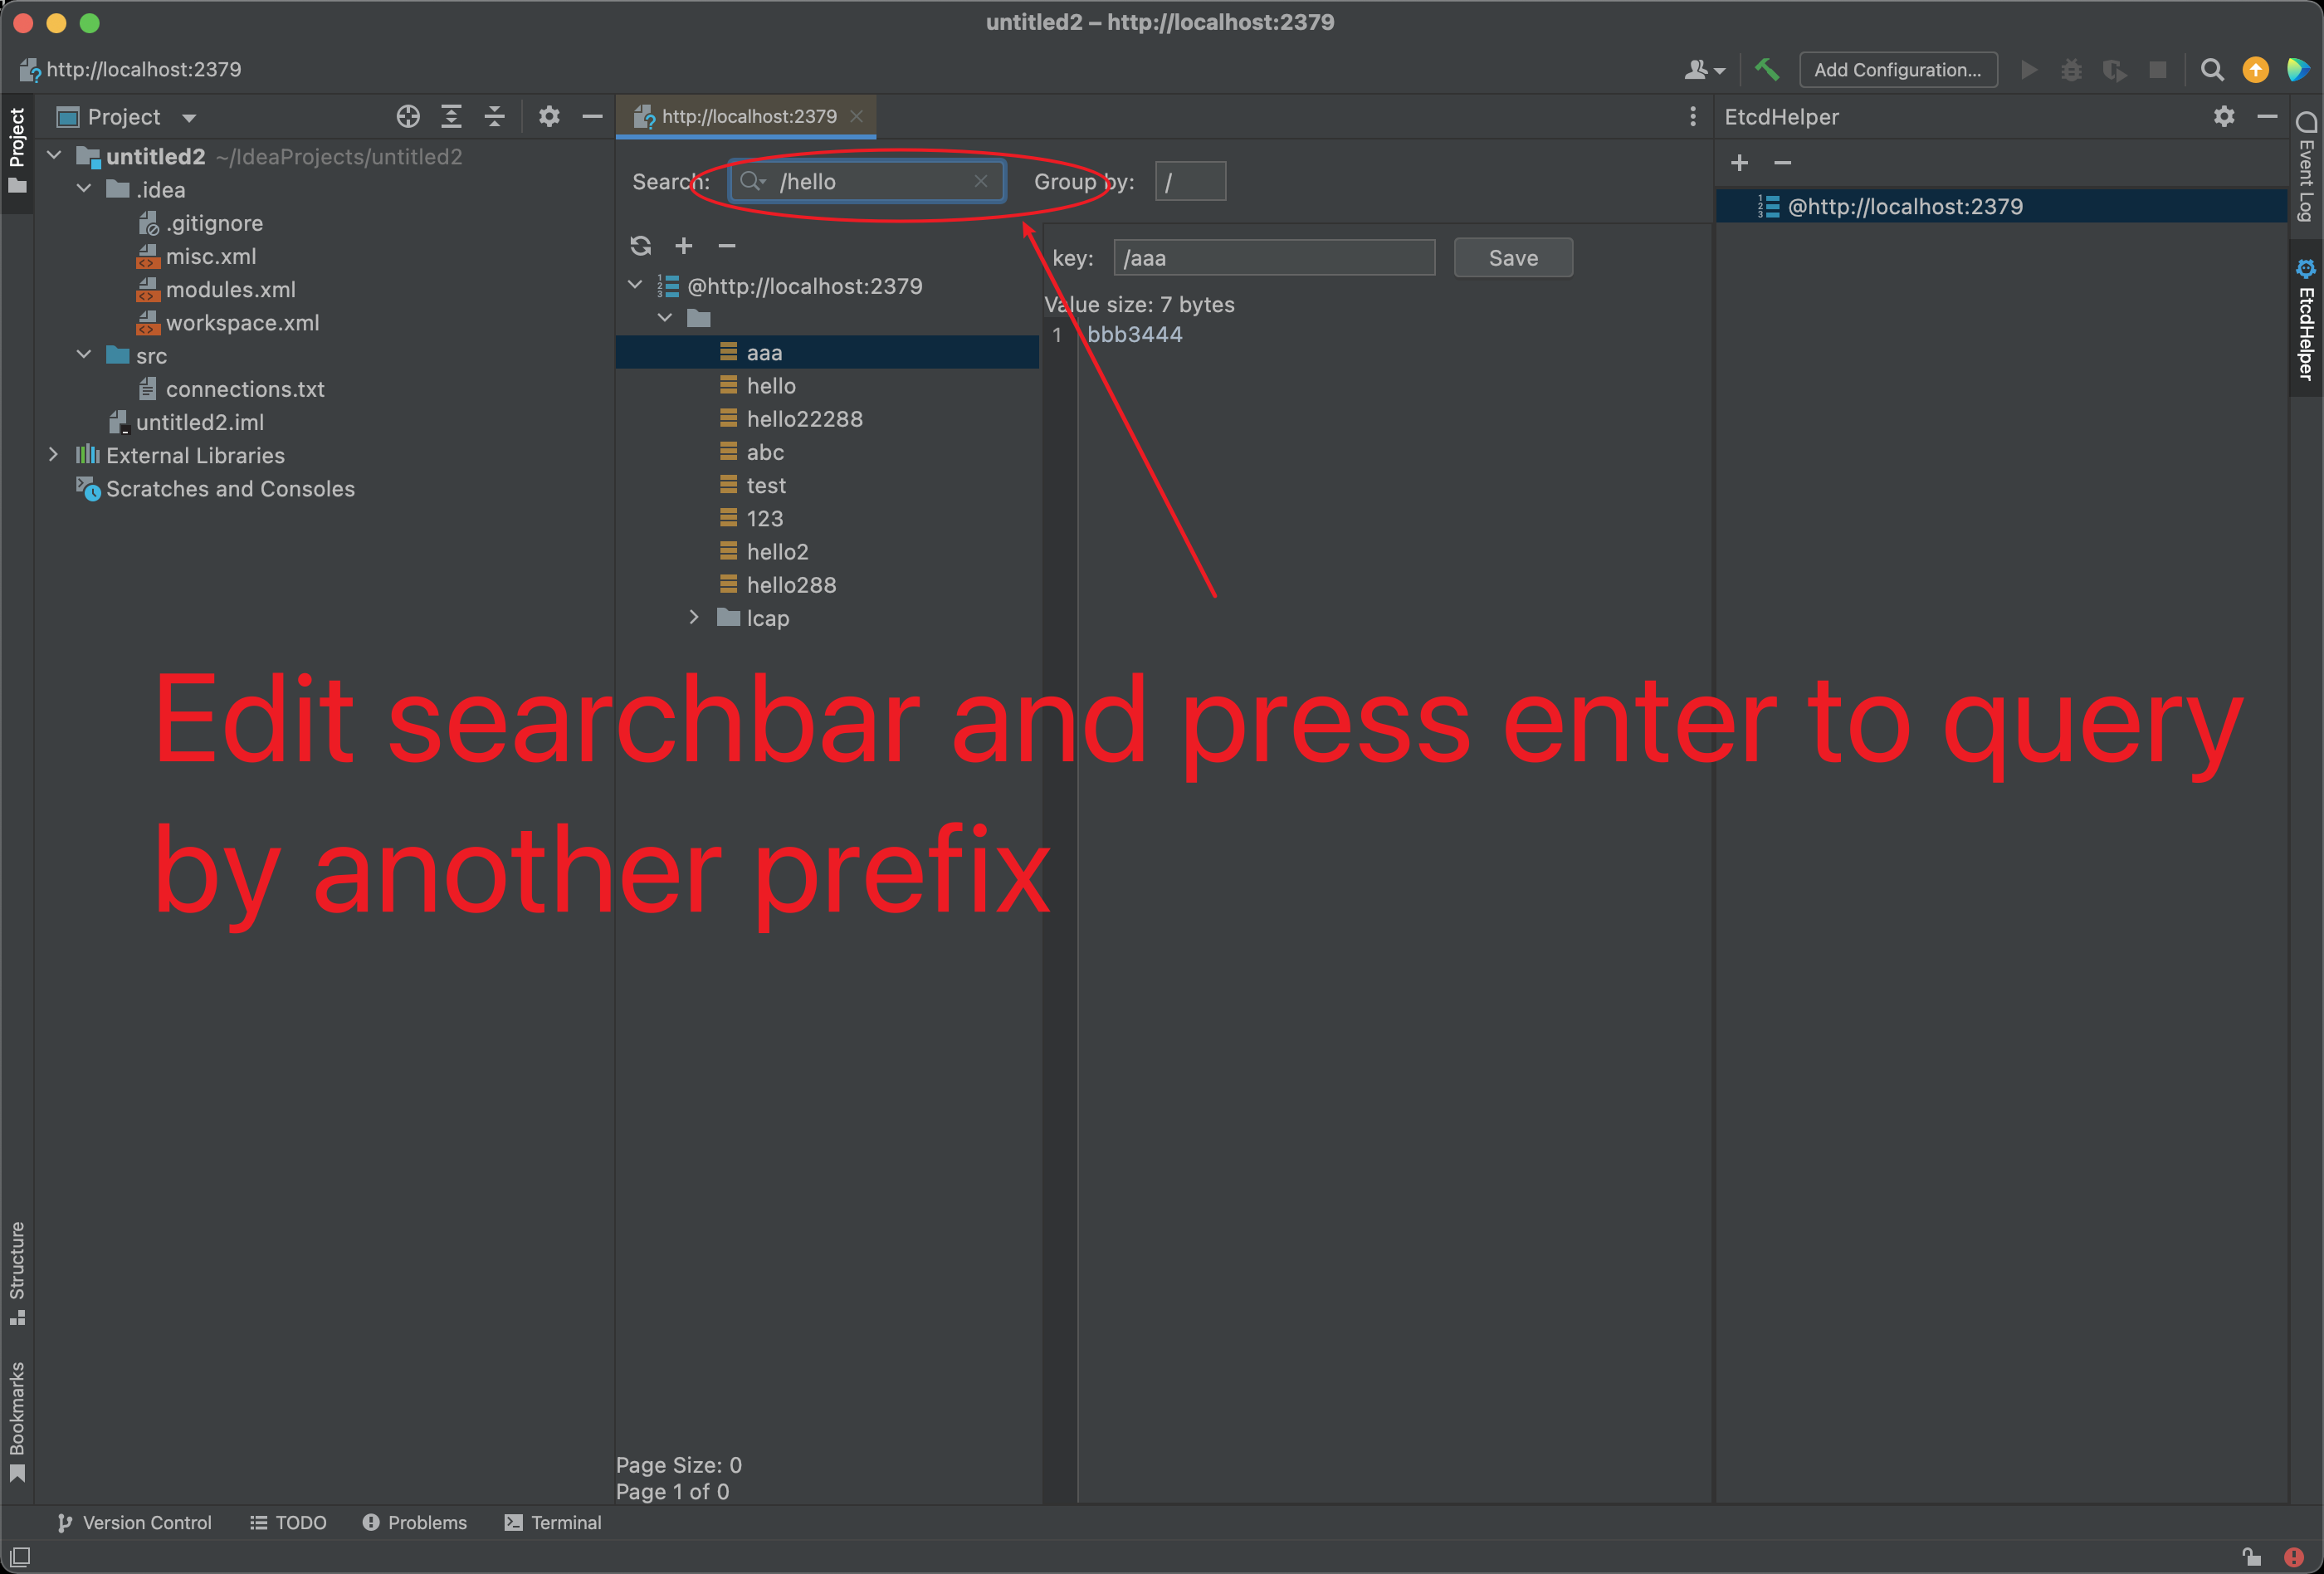 untitled2 – http://localhost:2379
http://localhost:2379
Add Configuration...
Project
Project
http://localhost:2379
EtcdHelper
Event Log
EtcdHelper
untitled2 ~/IdeaProjects/untitled2
.idea
.gitignore
misc.xml
modules.xml
workspace.xml
src
connections.txt
untitled2.iml
External Libraries
Scratches and Consoles
Search: /hello Group by: /
@http://localhost:2379
aaa
hello
hello22288
abc
test
123
hello2
hello288
lcap
key: /aaa Save
Value size: 7 bytes
1 bbb3444
@http://localhost:2379
Edit searchbar and press enter to query
by another prefix
Structure
Bookmarks
Page Size: 0
Page 1 of 0
Version Control TODO Problems Terminal